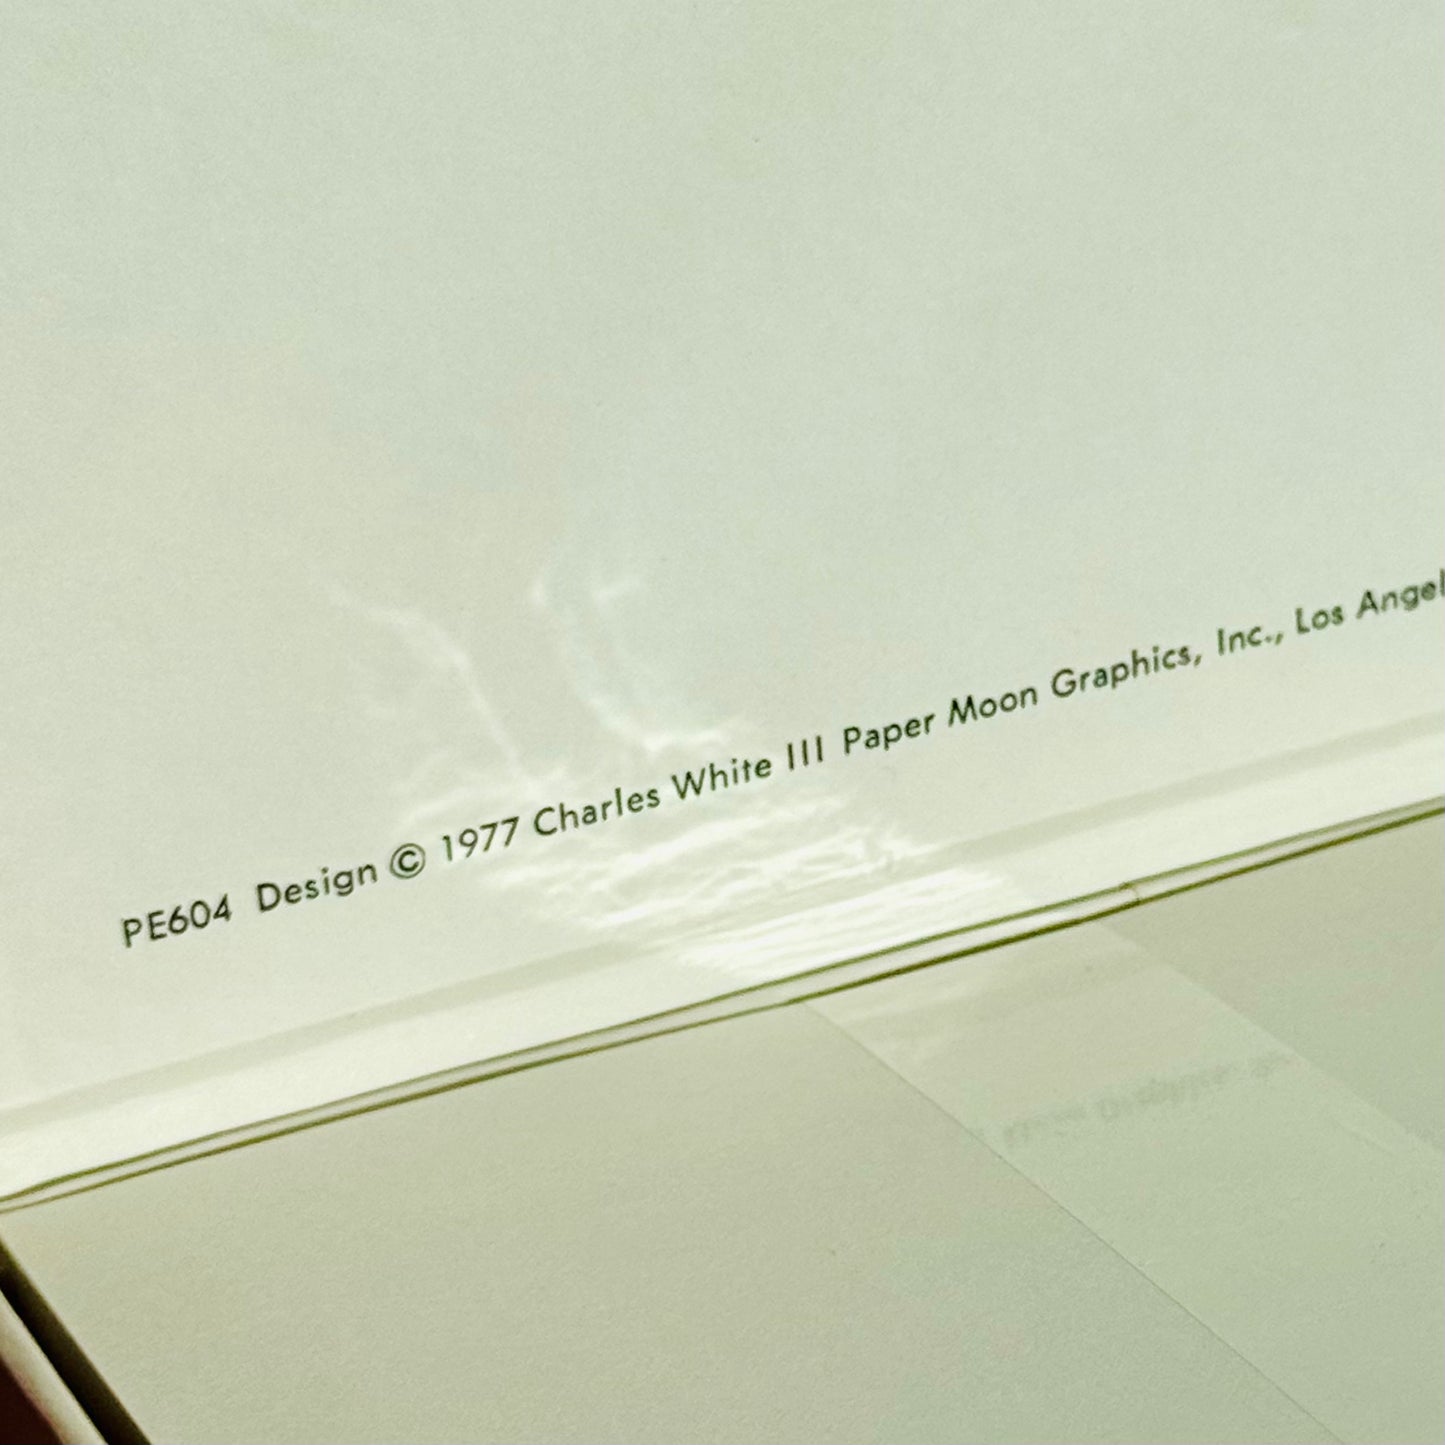 PE604 Design © 1977 Charles White III Paper Moon Graphics, Inc., Los Angel